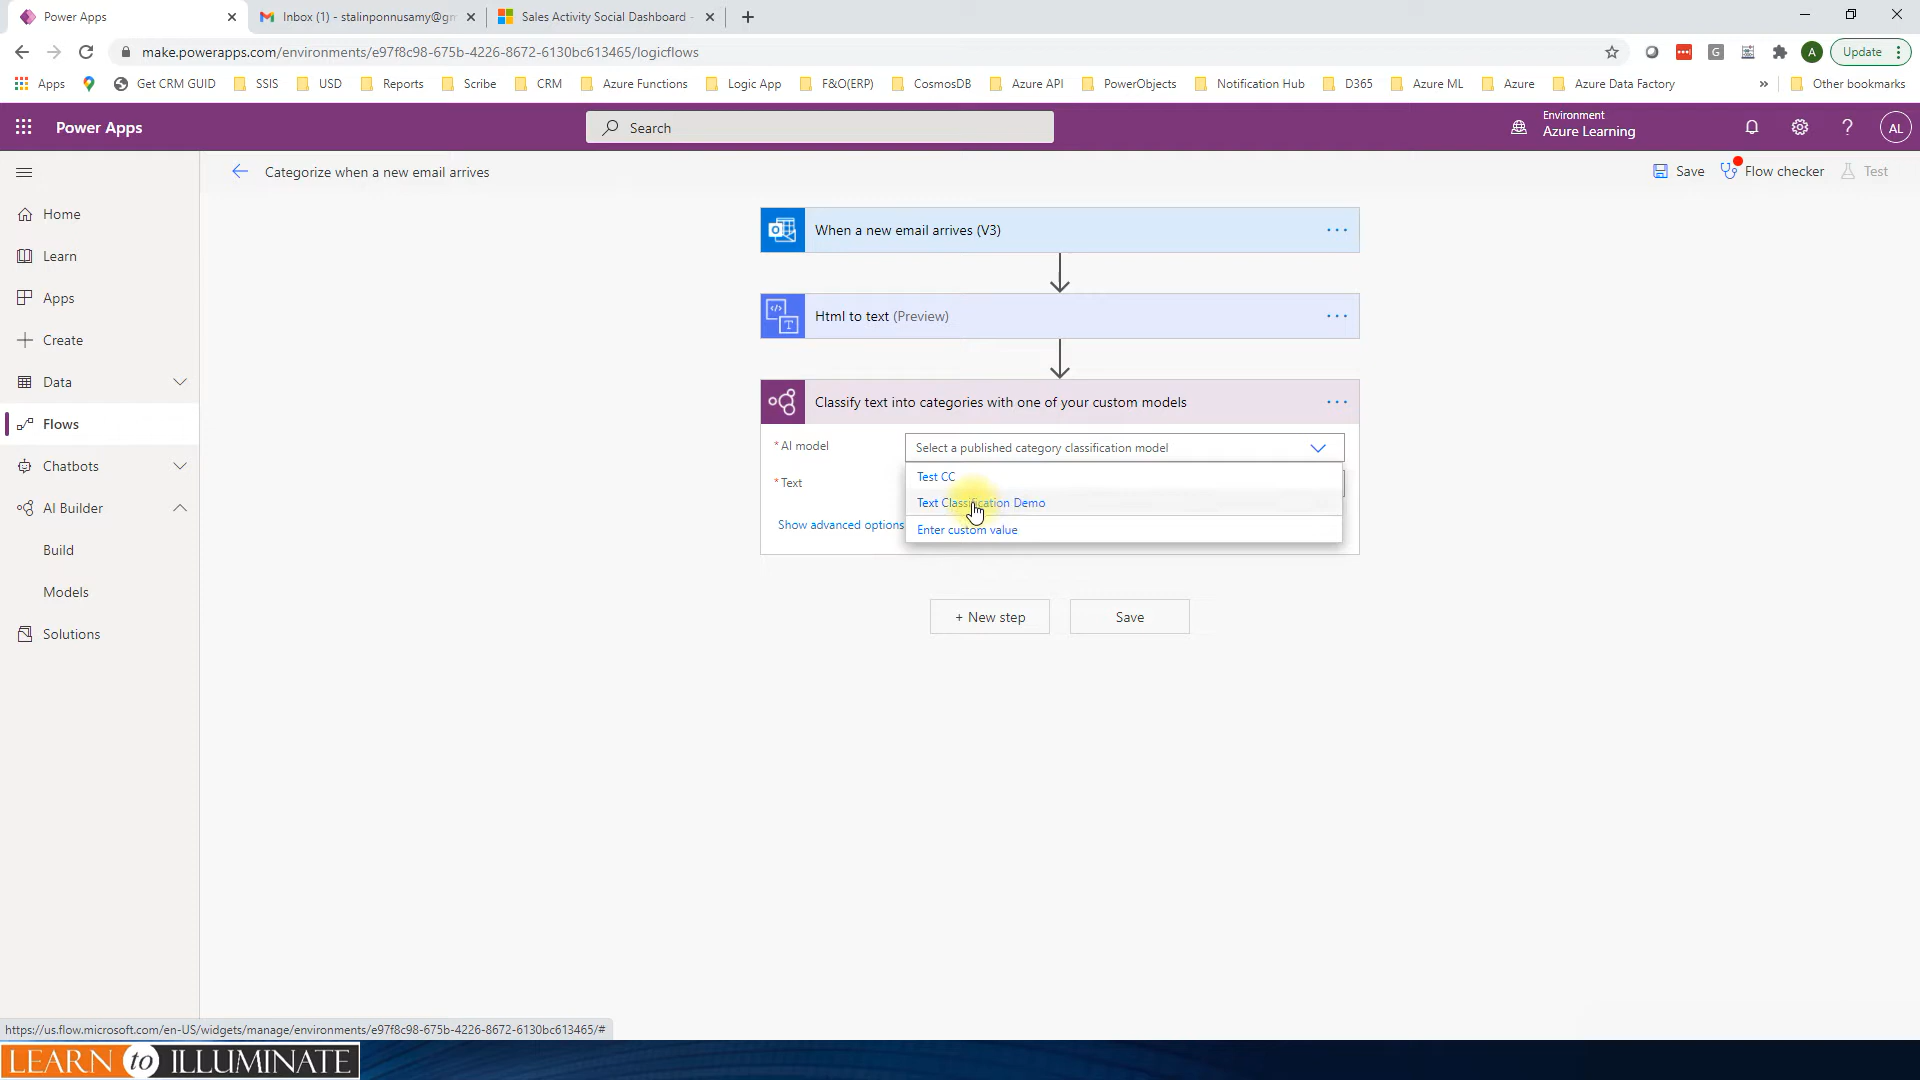 Power Apps
Inbox (1) - stalinponnusamy@gm
Sales Activity Social Dashboard -
make.powerapps.com/environments/e97f8c98-675b-4226-8672-6130bc613465/logicflows
G
A
Update
Apps
Get CRM GUID
SSIS
USD
Reports
Scribe
CRM
Azure Functions
Logic App
F&O(ERP)
CosmosDB
Azure API
PowerObjects
Notification Hub
D365
Azure ML
Azure
Azure Data Factory
»
Other bookmarks
Power Apps
Search
Environment
Azure Learning
?
AL
Categorize when a new email arrives
Save
Flow checker
Test
Home
Learn
Apps
Create
Data
Flows
Chatbots
AI Builder
Build
Models
Solutions
When a new email arrives (V3)
...
Html to text (Preview)
...
Classify text into categories with one of your custom models
...
* AI model
Select a published category classification model
Test CC
* Text
Text Classification Demo
Show advanced options
Enter custom value
+ New step
Save
https://us.flow.microsoft.com/en-US/widgets/manage/environments/e97f8c98-675b-4226-8672-6130bc613465/#
LEARN to ILLUMINATE